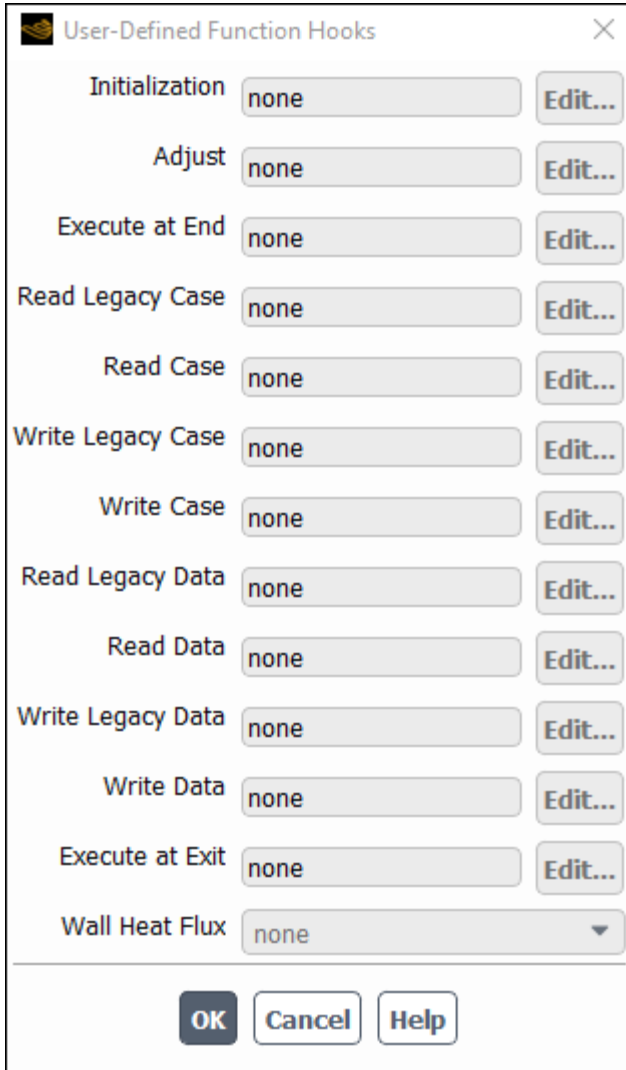 User-Defined Function Hooks
Initialization none Edit...
Adjust none Edit...
Execute at End none Edit...
Read Legacy Case none Edit...
Read Case none Edit...
Write Legacy Case none Edit...
Write Case none Edit...
Read Legacy Data none Edit...
Read Data none Edit...
Write Legacy Data none Edit...
Write Data none Edit...
Execute at Exit none Edit...
Wall Heat Flux none
OK Cancel Help